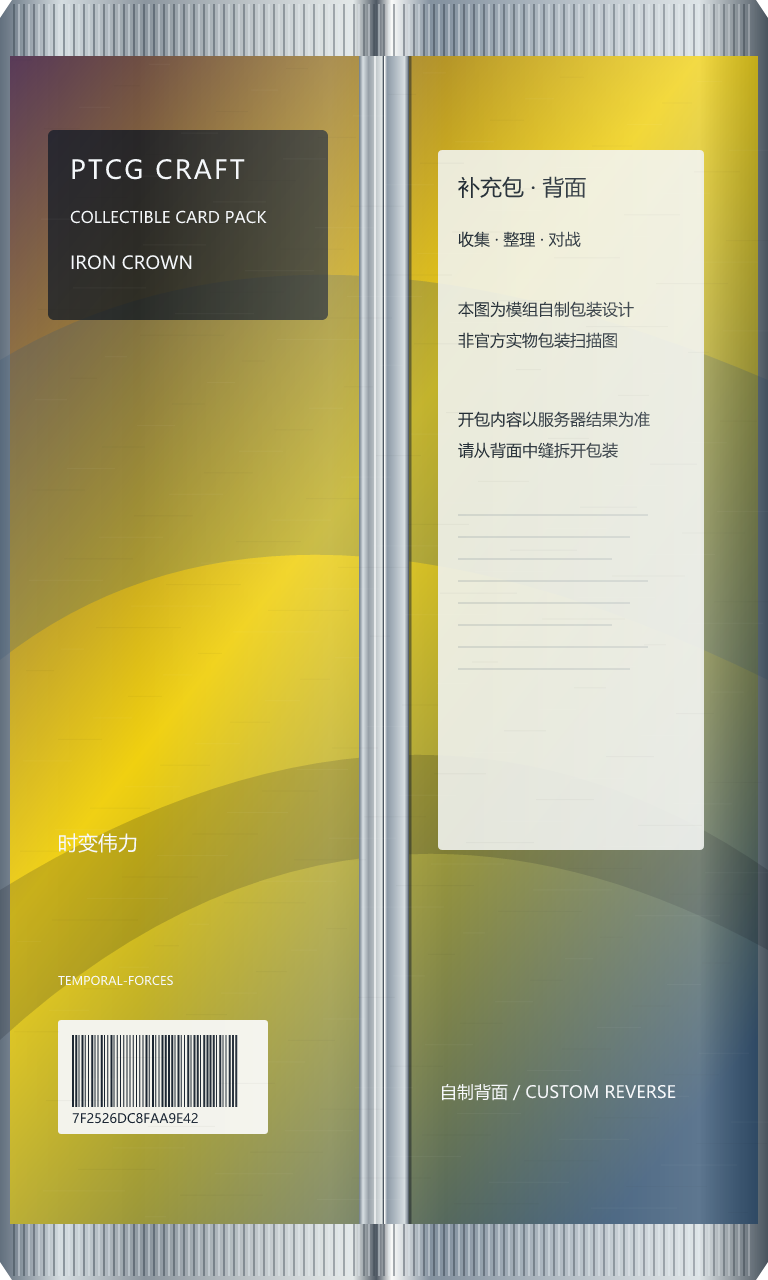 PTCG CRAFT
COLLECTIBLE CARD PACK
IRON CROWN
时变伟力
TEMPORAL-FORCES
7F2526DC8FAA9E42
补充包 · 背面
收集 · 整理 · 对战
本图为模组自制包装设计
非官方实物包装扫描图
开包内容以服务器结果为准
请从背面中缝拆开包装
自制背面 / CUSTOM REVERSE